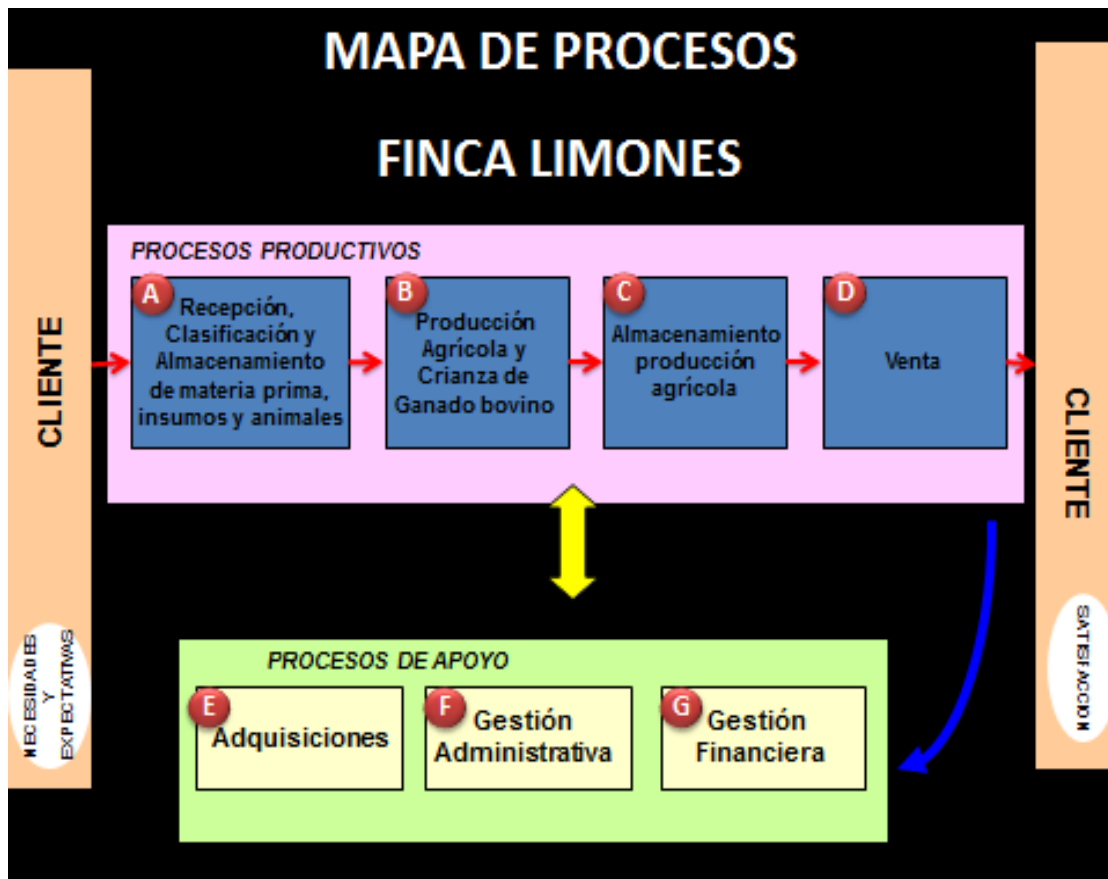 MAPA DE PROCESOS
FINCA LIMONES
PROCESOS PRODUCTIVOS
A
Recepción,
Clasificación y
Almacenamiento
de materia prima,
insumos y animales
B
Producción
Agrícola y
Crianza de
Ganado bovino
C
Almacenamiento
producción
agrícola
D
Venta
CLIENTE
NECESIDADES
Y
EXPECTATIVAS
CLIENTE
SATISFACCION
PROCESOS DE APOYO
E
Adquisiciones
F
Gestión
Administrativa
G
Gestión
Financiera